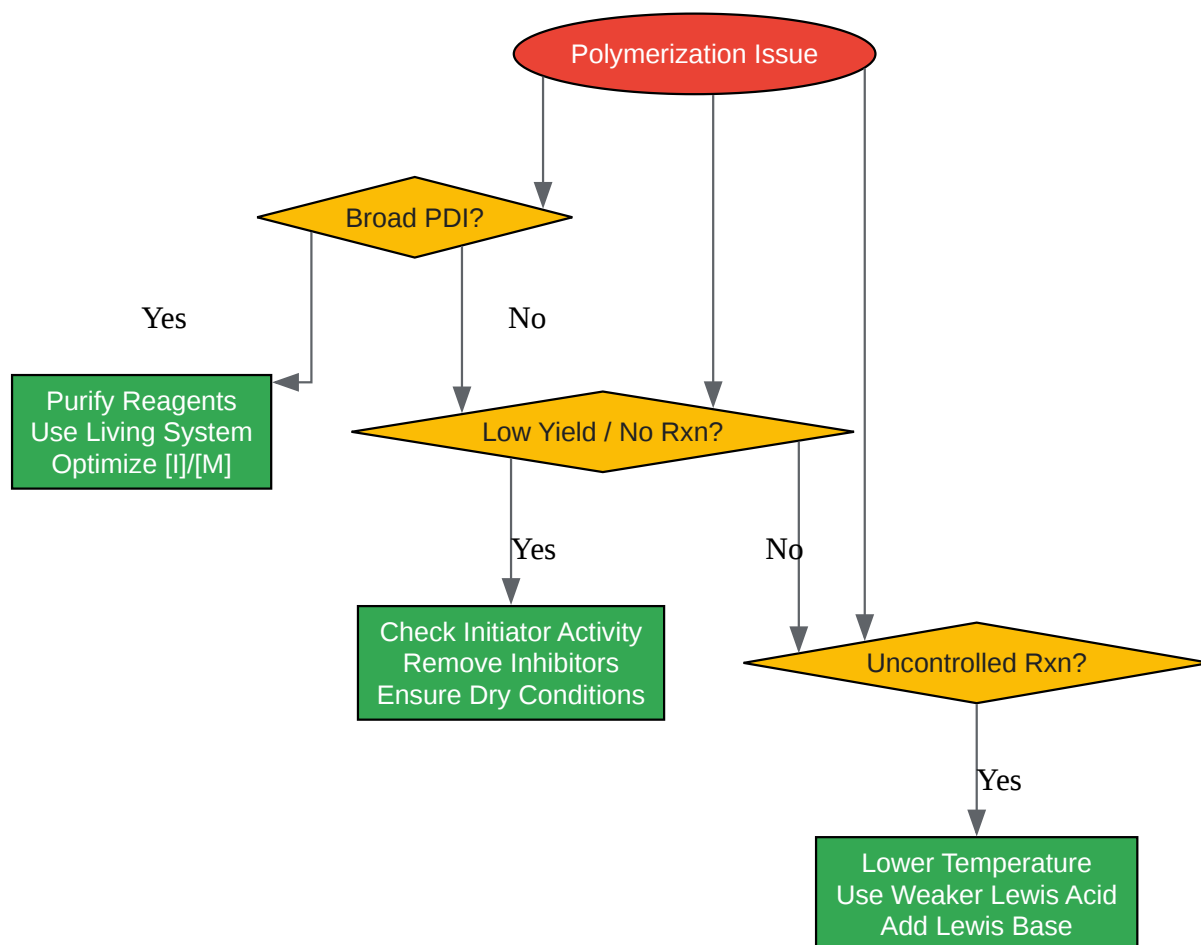 Polymerization Issue
Broad PDI?
Yes
No
Purify Reagents
Use Living System
Optimize [I]/[M]
Low Yield / No Rxn?
Yes
No
Check Initiator Activity
Remove Inhibitors
Ensure Dry Conditions
Uncontrolled Rxn?
Yes
Lower Temperature
Use Weaker Lewis Acid
Add Lewis Base